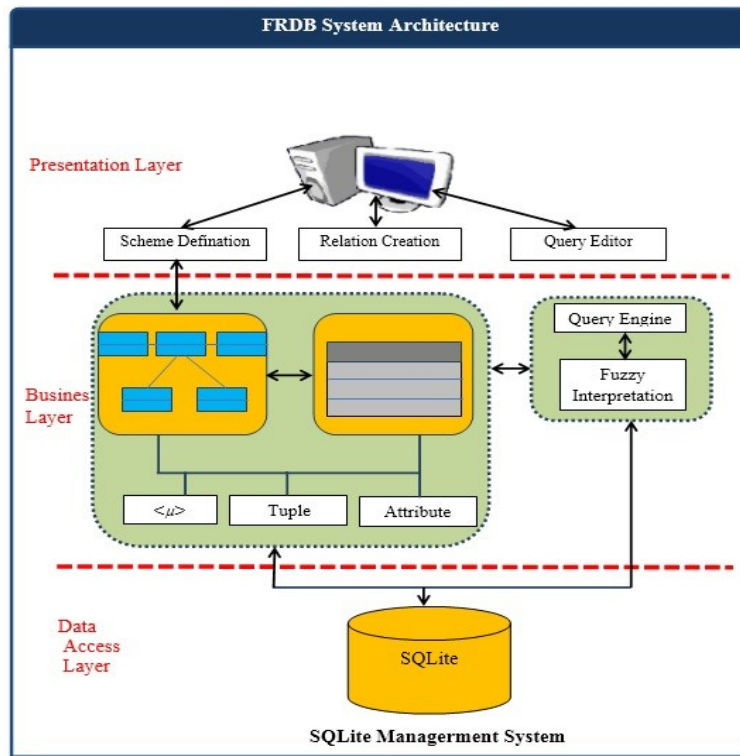 FRDB System Architecture
Presentation Layer
Scheme Defination
Relation Creation
Query Editor
Query Engine
Fuzzy
Interpretation
Busines
Layer
<μ>
Tuple
Attribute
Data
Access
Layer
SQLite
SQLite Managerment System